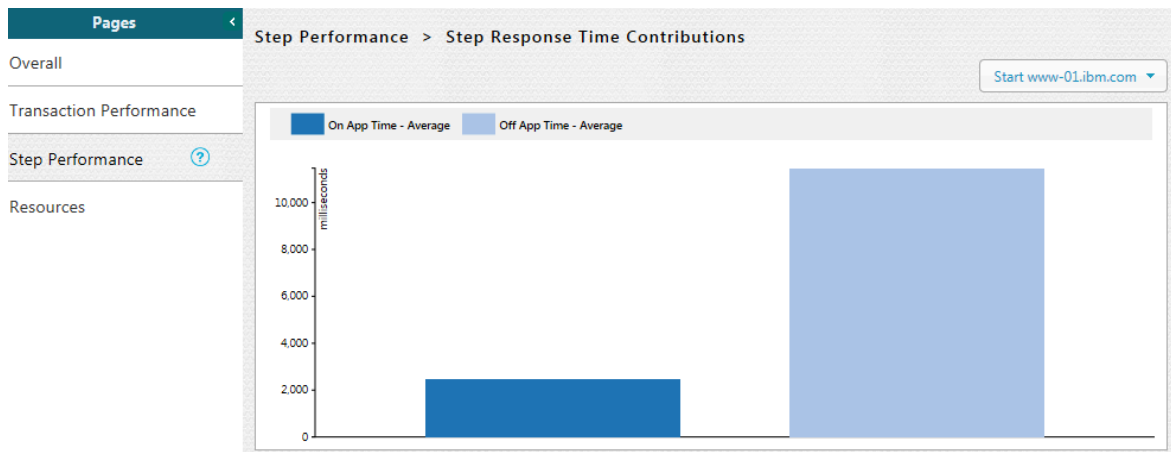 Pages
Overall
Transaction Performance
Step Performance ?
Resources
Step Performance > Step Response Time Contributions
Start www-01.ibm.com
On App Time - Average Off App Time - Average
milliseconds
10,000
8,000
6,000
4,000
2,000
0